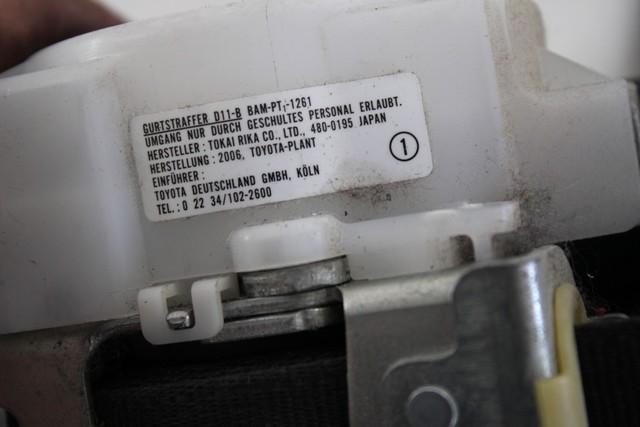 GURTSTRAFFER D11-B BAM-PT₁-1261
UMGANG NUR DURCH GESCHULTES PERSONAL ERLAUBT.
HERSTELLER : TOKAI RIKA CO., LTD., 480-0195 JAPAN
HERSTELLUNG : 2006, TOYOTA-PLANT
EINFÜHRER :
TOYOTA DEUTSCHLAND GMBH, KÖLN
TEL.: 0 22 34/102-2600
1